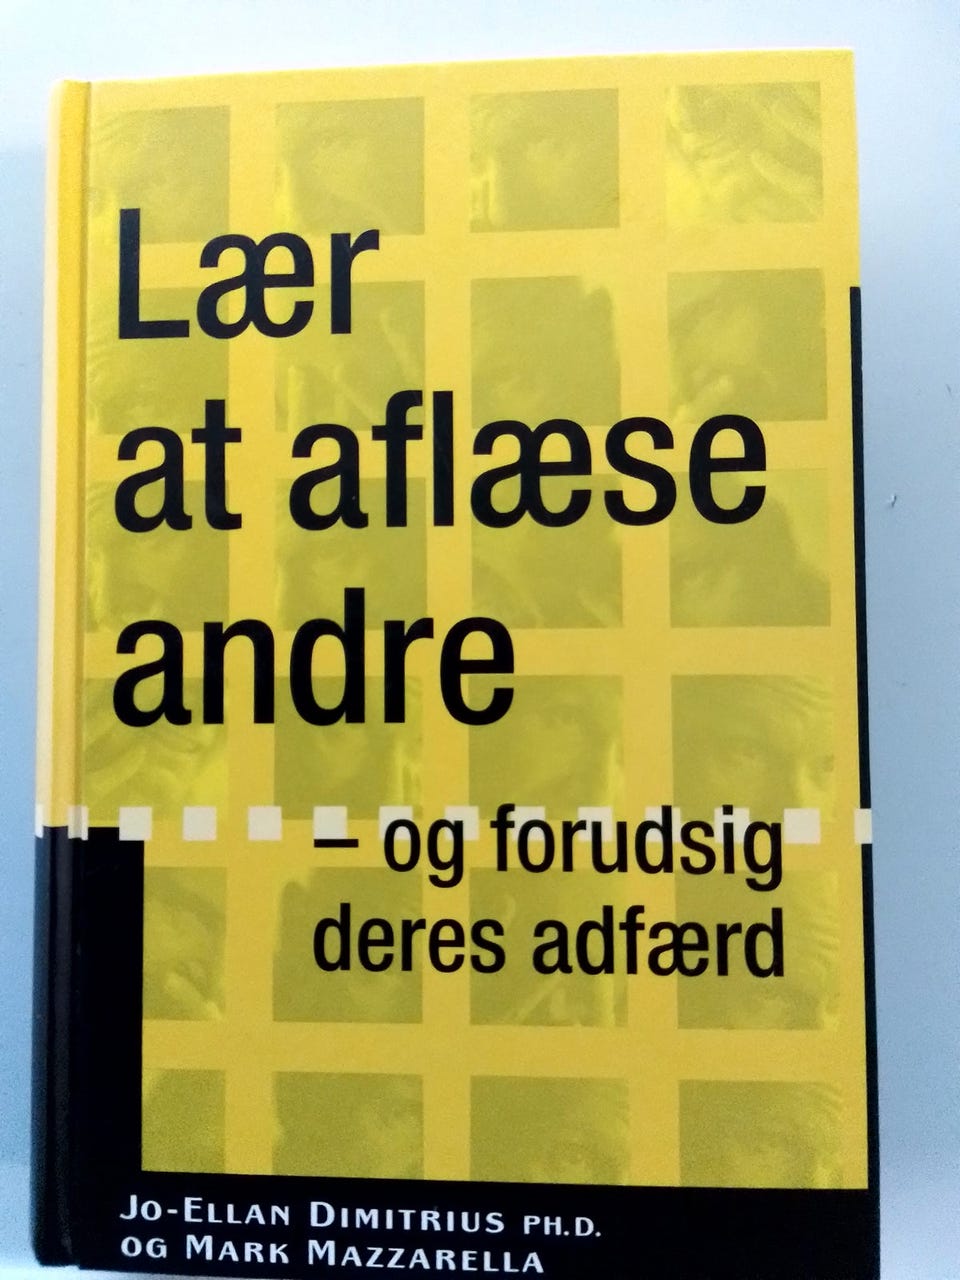 Lær
at aflæse
andre
– og forudsig
deres adfærd
Jo-Ellan Dimitrius Ph.D.
og Mark Mazzarella